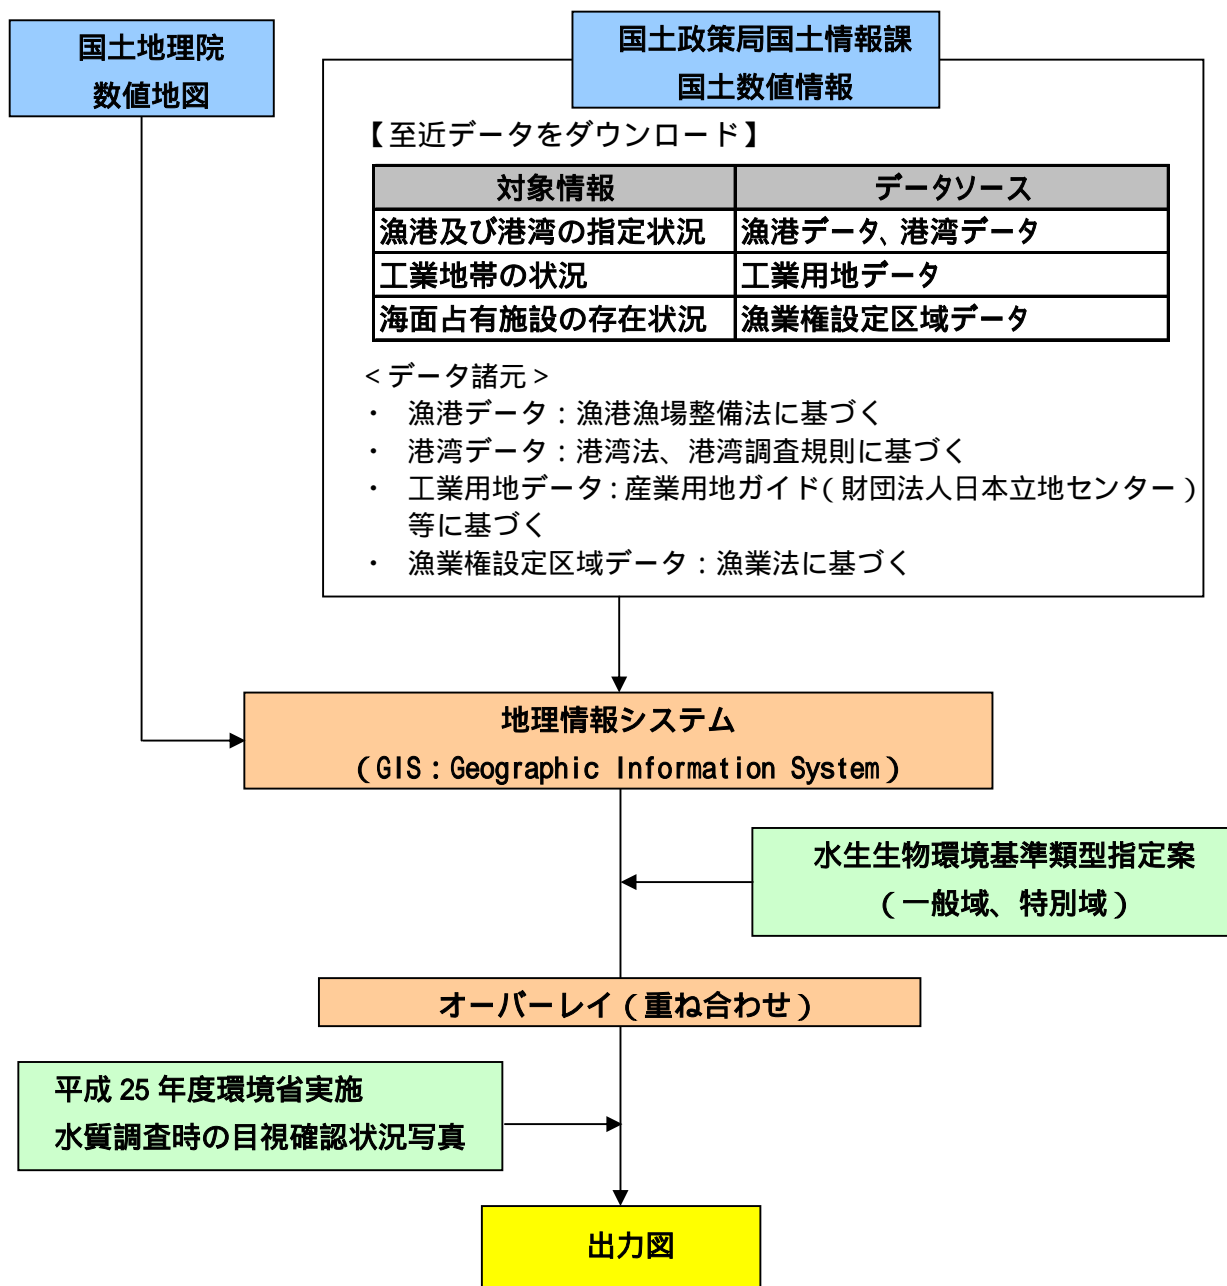 国土地理院
数値地図
国土政策局国土情報課
国土数値情報
【至近データをダウンロード】
対象情報 データソース
漁港及び港湾の指定状況 漁港データ、港湾データ
工業地帯の状況 工業用地データ
海面占有施設の存在状況 漁業権設定区域データ
<データ諸元>
・ 漁港データ：漁港漁場整備法に基づく
・ 港湾データ：港湾法、港湾調査規則に基づく
・ 工業用地データ：産業用地ガイド（財団法人日本立地センター）
等に基づく
・ 漁業権設定区域データ：漁業法に基づく
地理情報システム
（GIS：Geographic Information System）
水生生物環境基準類型指定案
（一般域、特別域）
オーバーレイ（重ね合わせ）
平成 25 年度環境省実施
水質調査時の目視確認状況写真
出力図